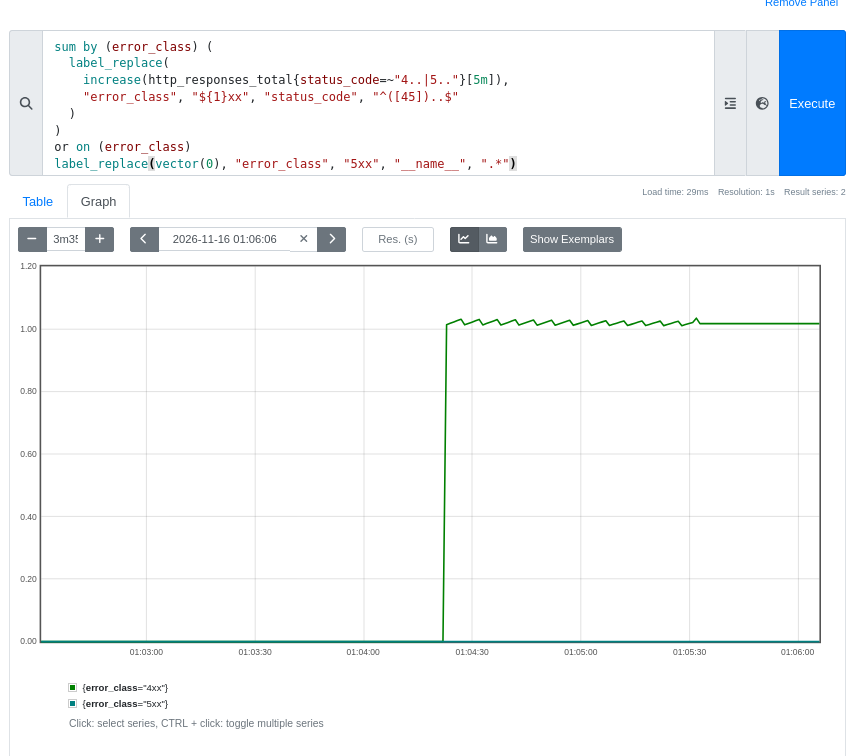 Remove Panel
sum by (error_class) (
  label_replace(
    increase(http_responses_total{status_code=~"4..|5.."}[5m]),
    "error_class", "${1}xx", "status_code", "^([45])..$"
  )
)
or on (error_class)
label_replace(vector(0), "error_class", "5xx", "__name__", ".*")
Execute
Load time: 29ms Resolution: 1s Result series: 2
Table Graph
3m35 2026-11-16 01:06:06 Res. (s) Show Exemplars
1.20
1.00
0.80
0.60
0.40
0.20
0.00
01:03:00 01:03:30 01:04:00 01:04:30 01:05:00 01:05:30 01:06:00
{error_class="4xx"}
{error_class="5xx"}
Click: select series, CTRL + click: toggle multiple series